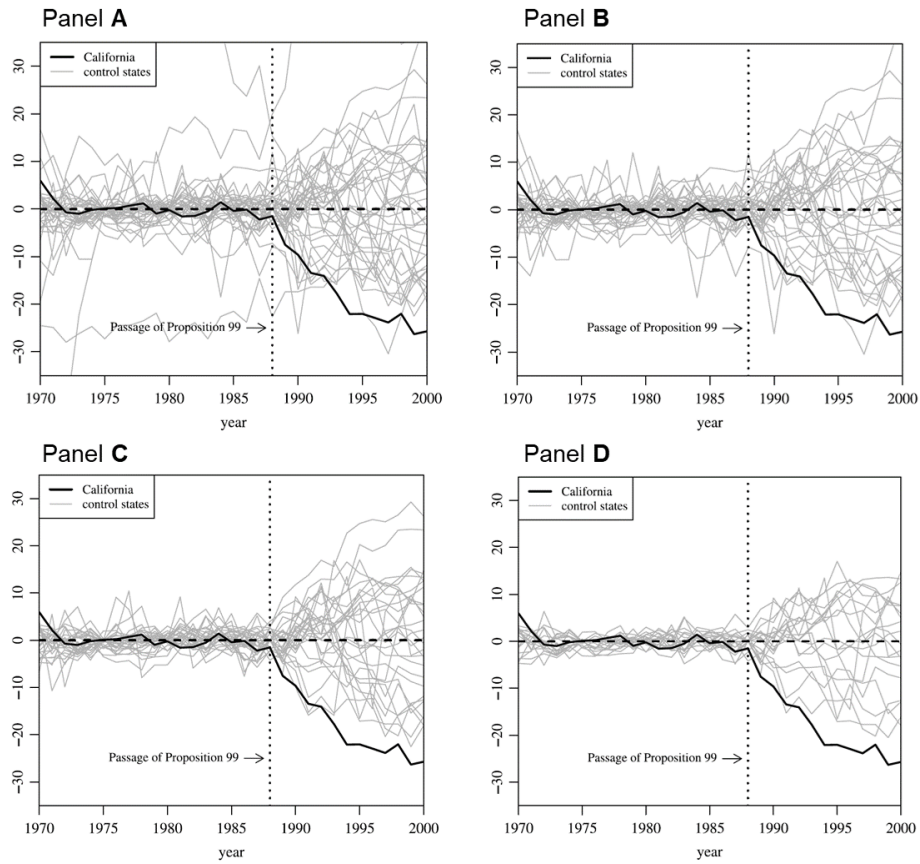 Panel A
California
control states
30
20
10
0
-10
-20
-30
Passage of Proposition 99
1970 1975 1980 1985 1990 1995 2000
year
Panel B
California
control states
30
20
10
0
-10
-20
-30
Passage of Proposition 99
1970 1975 1980 1985 1990 1995 2000
year
Panel C
California
control states
30
20
10
0
-10
-20
-30
Passage of Proposition 99
1970 1975 1980 1985 1990 1995 2000
year
Panel D
California
control states
30
20
10
0
-10
-20
-30
Passage of Proposition 99
1970 1975 1980 1985 1990 1995 2000
year